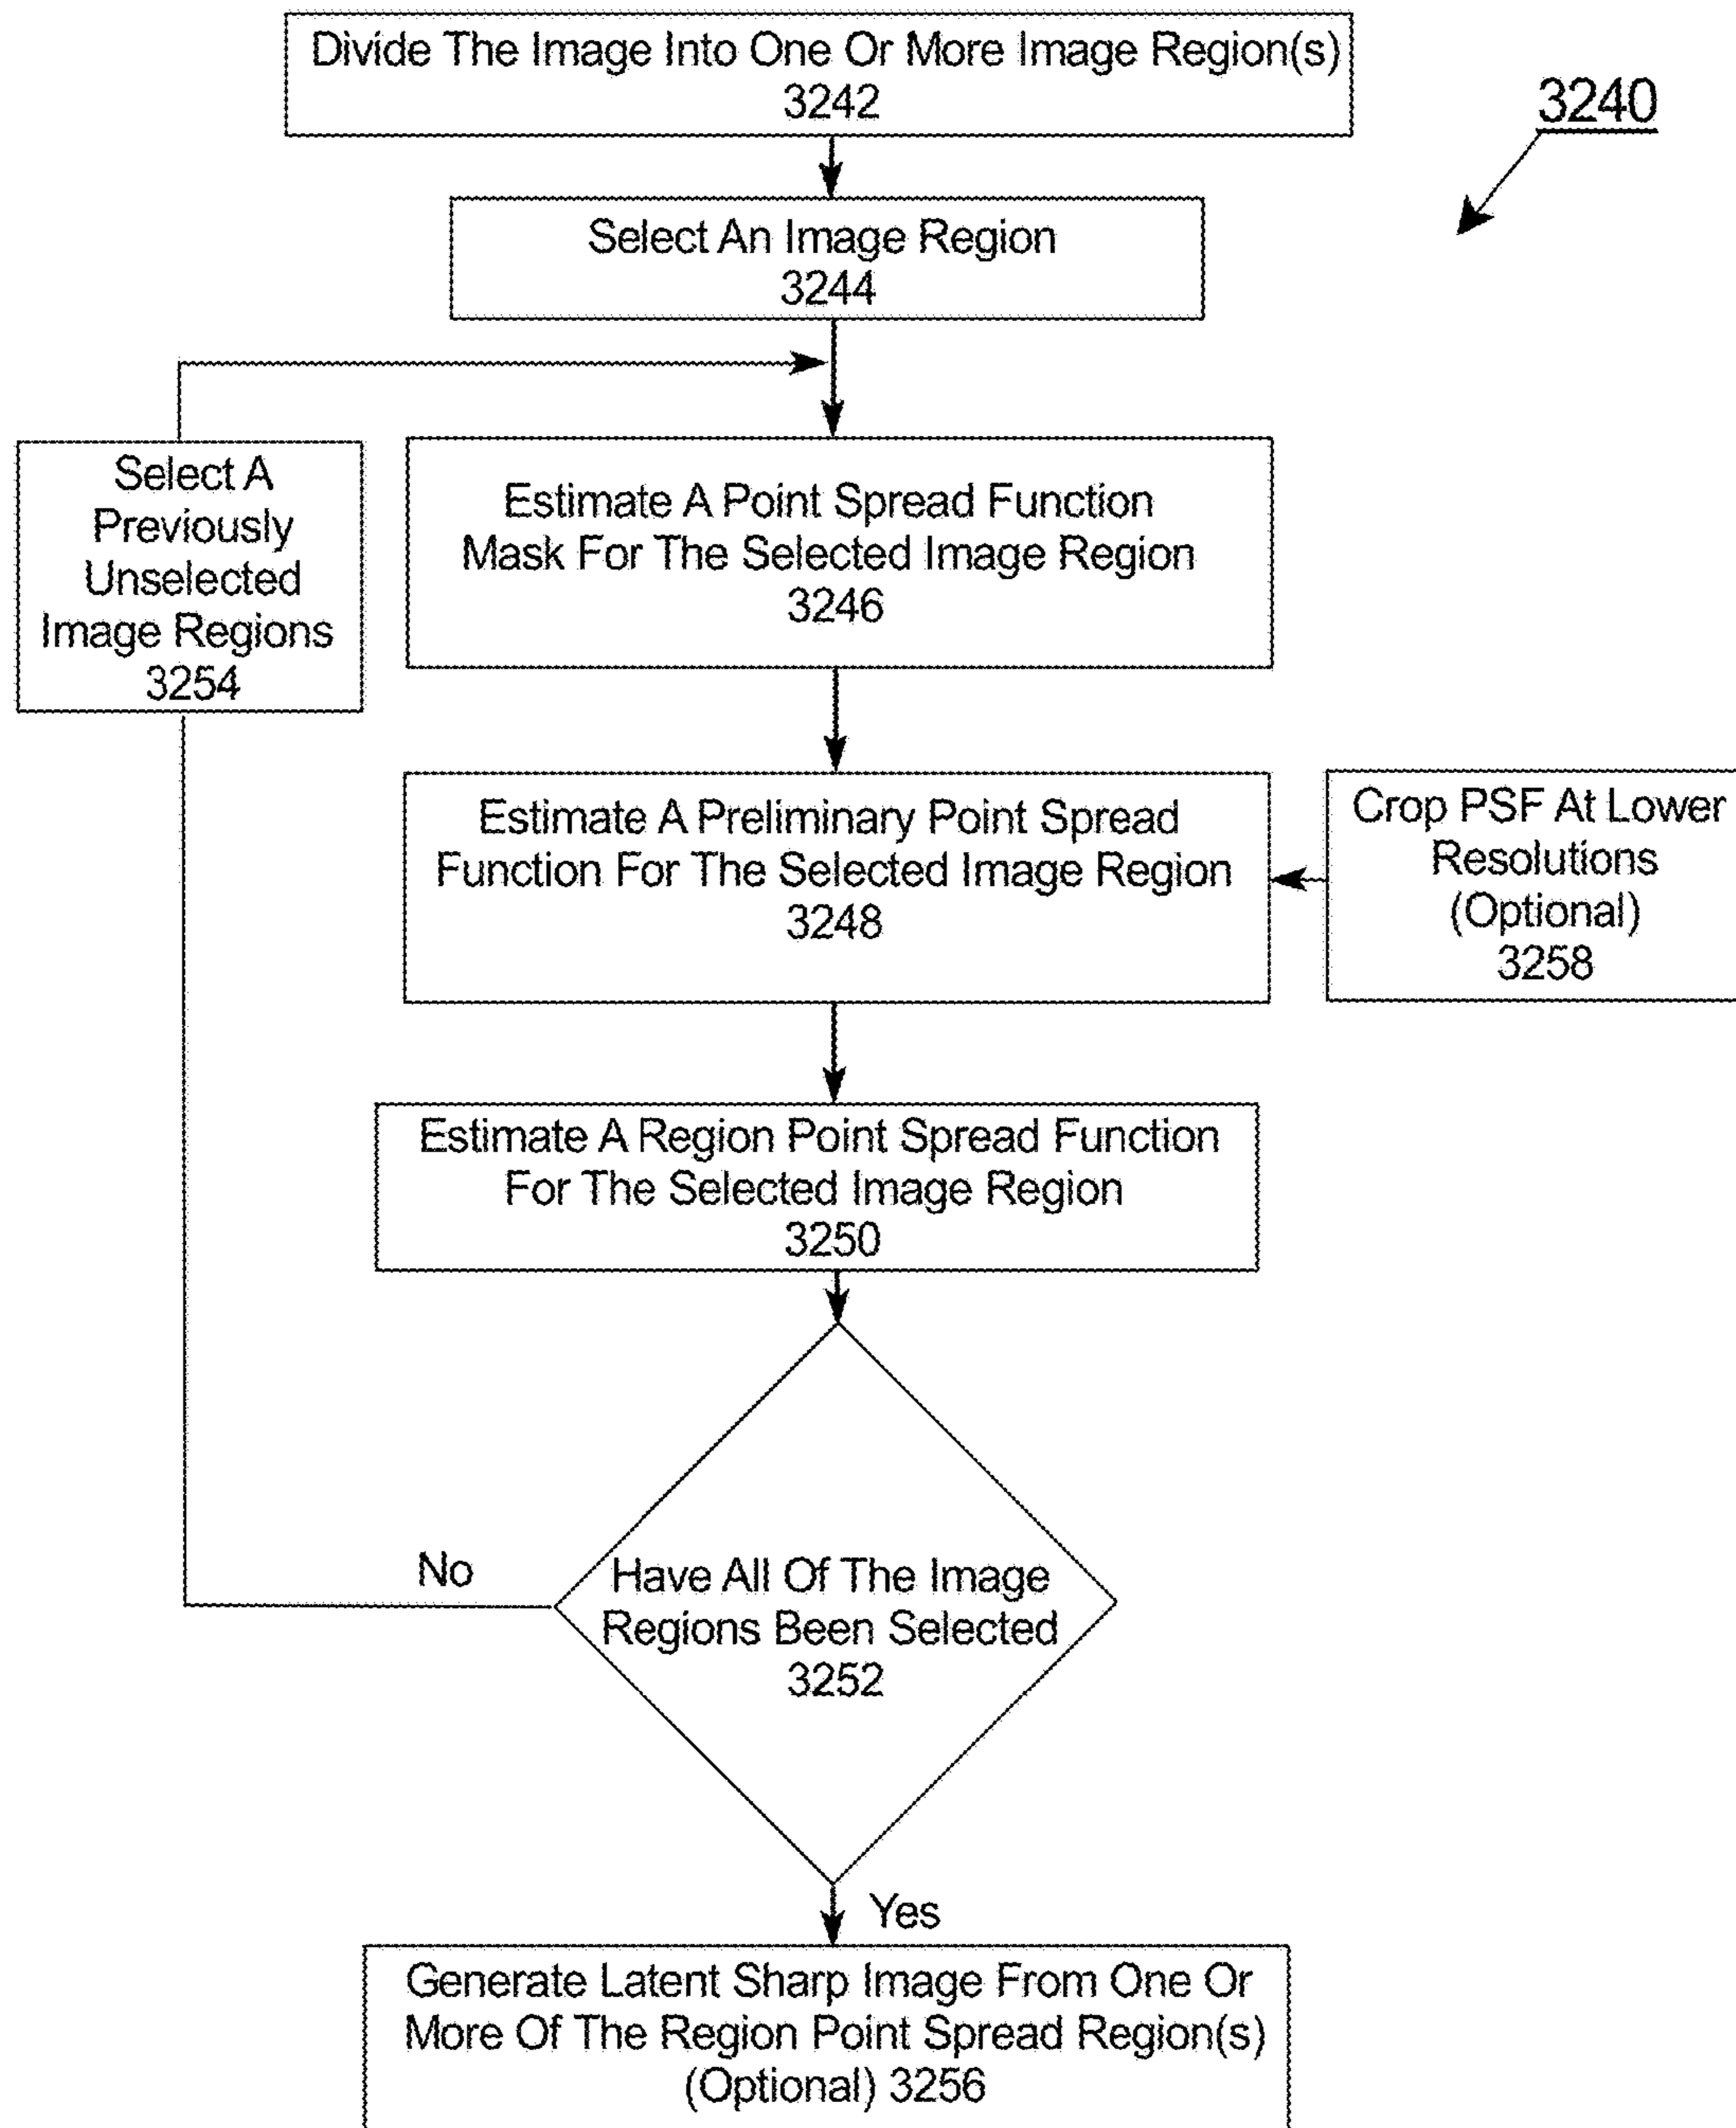 Divide The Image Into One Or More Image Region(s)
3242
3240
Select An Image Region
3244
Select A
Previously
Unselected
Image Regions
3254
Estimate A Point Spread Function
Mask For The Selected Image Region
3246
Estimate A Preliminary Point Spread
Function For The Selected Image Region
3248
Crop PSF At Lower
Resolutions
(Optional)
3258
Estimate A Region Point Spread Function
For The Selected Image Region
3250
No
Have All Of The Image
Regions Been Selected
3252
Yes
Generate Latent Sharp Image From One Or
More Of The Region Point Spread Region(s)
(Optional) 3256